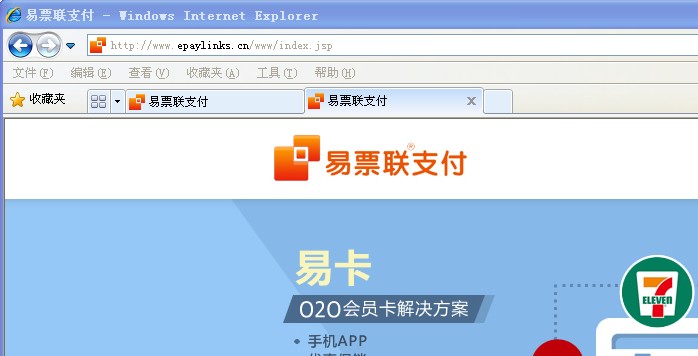 易票联支付 - Windows Internet Explorer
http://www.epaylinks.cn/www/index.jsp
文件(F) 编辑(E) 查看(V) 收藏夹(A) 工具(T) 帮助(H)
收藏夹 易票联支付 易票联支付
易票联支付®
易卡
O2O会员卡解决方案
7 ELEVEN
• 手机APP